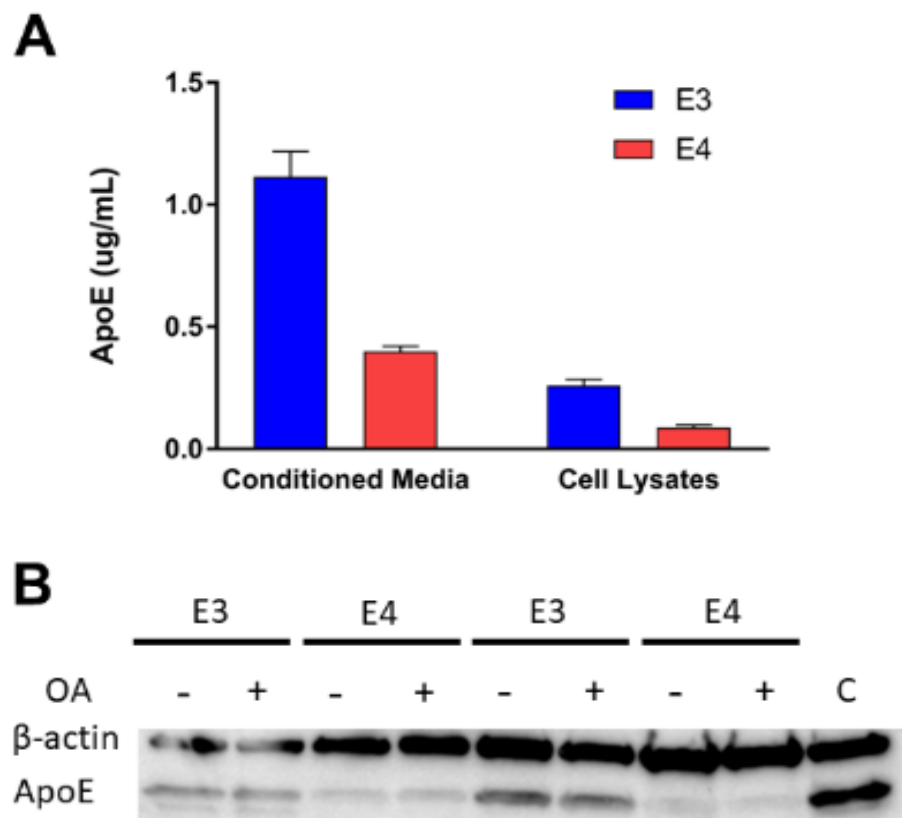 A
1.5
1.0
0.5
0.0
ApoE (ug/mL)
E3
E4
Conditioned Media Cell Lysates
B
E3 E4 E3 E4
OA - + - + - + - + C
β-actin
ApoE